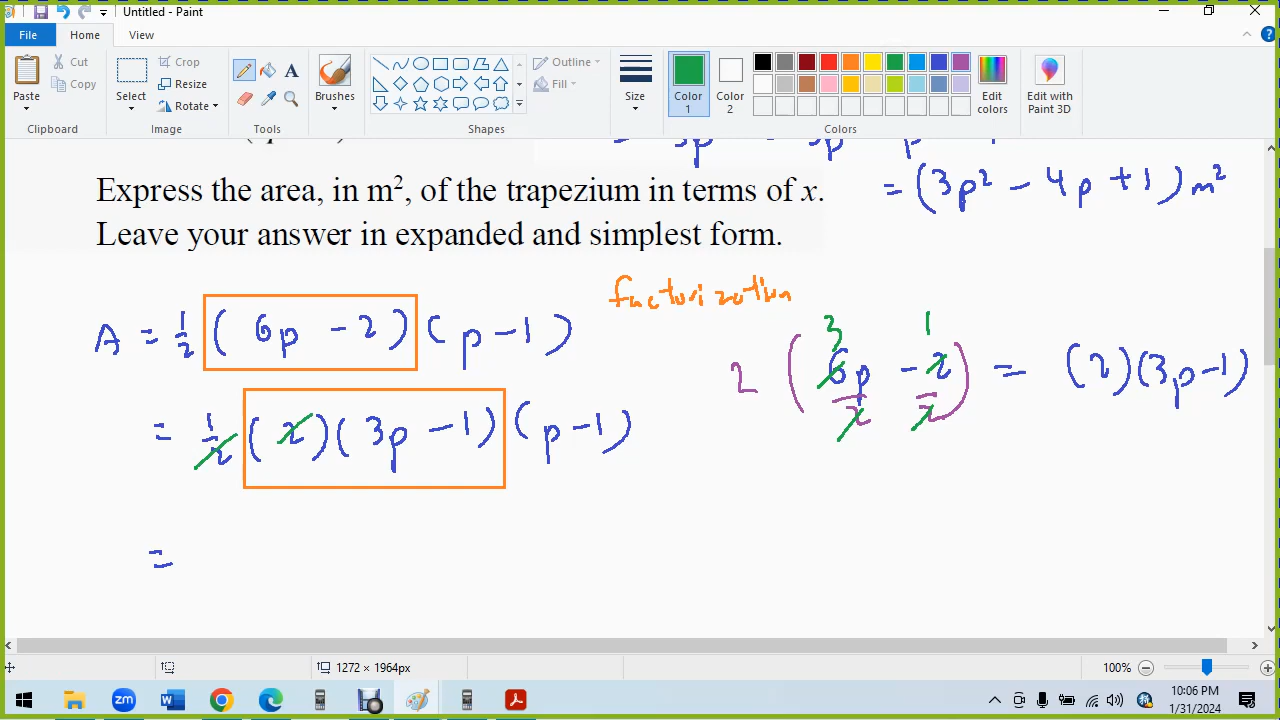 Untitled - Paint
File Home View
Paste Cut Copy Select Crop Resize Rotate A Brushes Outline Fill Size Color 1 Color 2 Edit colors Edit with Paint 3D
Clipboard Image Tools Shapes Colors
Express the area, in m², of the trapezium in terms of x.
= (3p² − 4p + 1) m²
Leave your answer in expanded and simplest form.
factorization
A = 1/2 (6p − 2) (p − 1)
3 1
2 (6p/2 − 2/2) = (2)(3p − 1)
= 1/2 (2)(3p − 1) (p − 1)
=
1272 × 1964px 100%
zm W
10:06 PM
1/31/2024